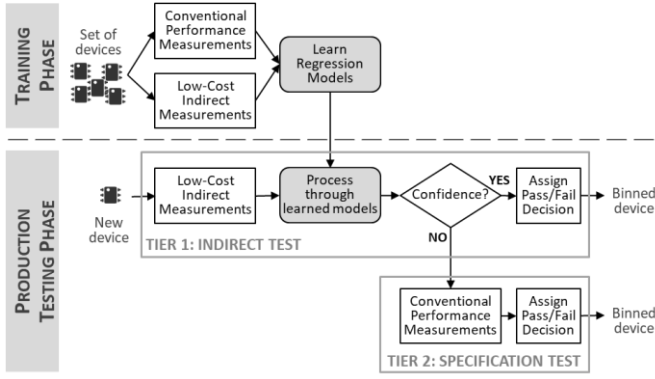 TRAINING
PHASE
Set of
devices
Conventional
Performance
Measurements
Low-Cost
Indirect
Measurements
Learn
Regression
Models
PRODUCTION
TESTING PHASE
New
device
Low-Cost
Indirect
Measurements
Process
through
learned models
Confidence?
YES
NO
Assign
Pass/Fail
Decision
Binned
device
TIER 1: INDIRECT TEST
Conventional
Performance
Measurements
Assign
Pass/Fail
Decision
Binned
device
TIER 2: SPECIFICATION TEST